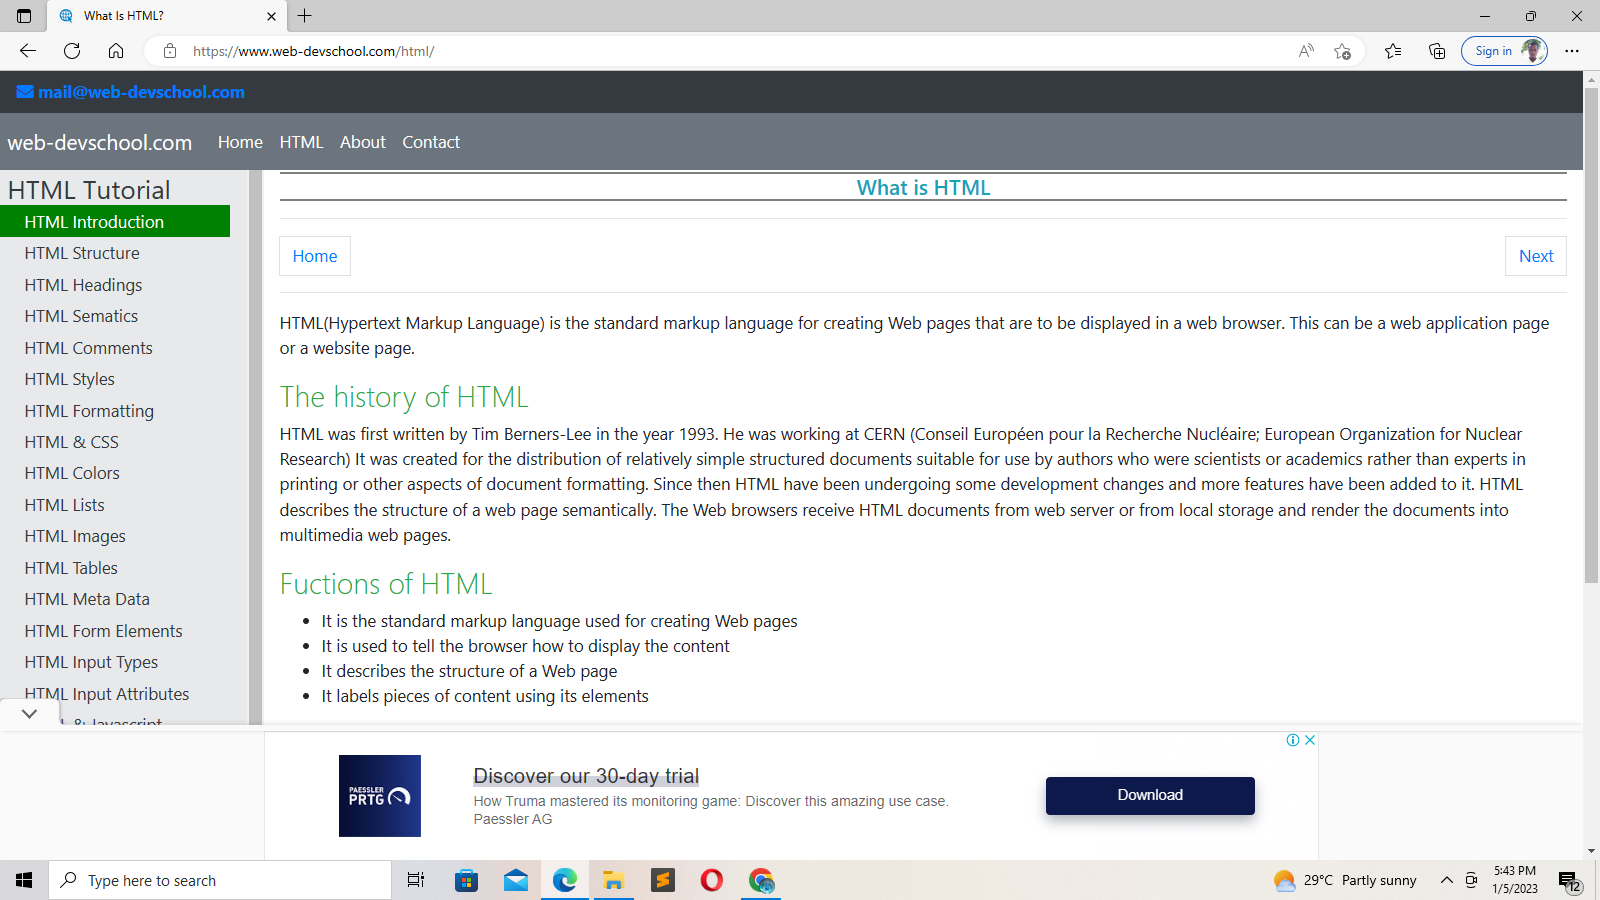 What Is HTML?
https://www.web-devschool.com/html/
Sign in
mail@web-devschool.com
web-devschool.com Home HTML About Contact
HTML Tutorial
HTML Introduction
HTML Structure
HTML Headings
HTML Sematics
HTML Comments
HTML Styles
HTML Formatting
HTML & CSS
HTML Colors
HTML Lists
HTML Images
HTML Tables
HTML Meta Data
HTML Form Elements
HTML Input Types
HTML Input Attributes
& Javascript
What is HTML
Home
Next
HTML(Hypertext Markup Language) is the standard markup language for creating Web pages that are to be displayed in a web browser. This can be a web application page
or a website page.
The history of HTML
HTML was first written by Tim Berners-Lee in the year 1993. He was working at CERN (Conseil Européen pour la Recherche Nucléaire; European Organization for Nuclear
Research) It was created for the distribution of relatively simple structured documents suitable for use by authors who were scientists or academics rather than experts in
printing or other aspects of document formatting. Since then HTML have been undergoing some development changes and more features have been added to it. HTML
describes the structure of a web page semantically. The Web browsers receive HTML documents from web server or from local storage and render the documents into
multimedia web pages.
Fuctions of HTML
• It is the standard markup language used for creating Web pages
• It is used to tell the browser how to display the content
• It describes the structure of a Web page
• It labels pieces of content using its elements
PAESSLER
PRTG
Discover our 30-day trial
How Truma mastered its monitoring game: Discover this amazing use case.
Paessler AG
Download
Type here to search
29°C Partly sunny
5:43 PM
1/5/2023
12